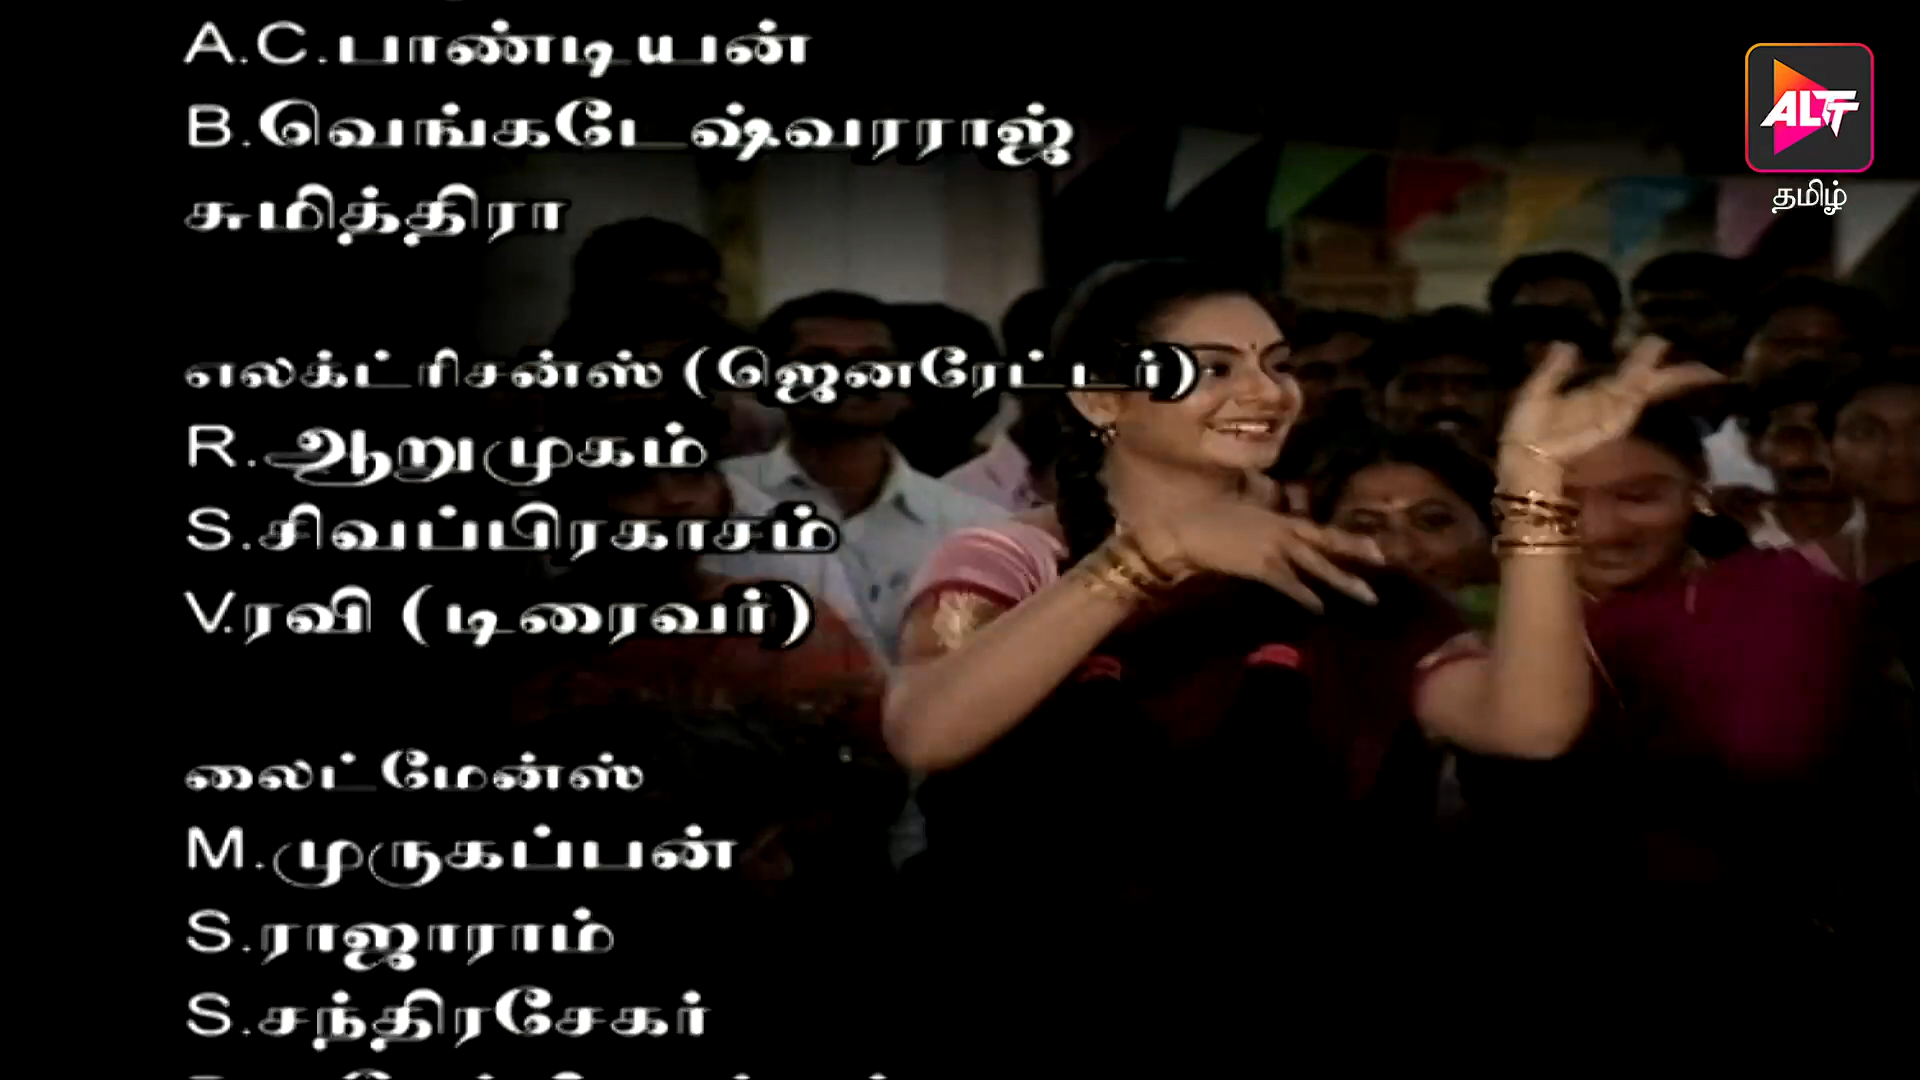 A.C.பாண்டியன்
B.வெங்கடேஷ்வரராஜ்
சுமித்திரா
எலக்ட்ரிசன்ஸ் (ஜெனரேட்டர்)
R.ஆறுமுகம்
S.சிவப்பிரகாசம்
V.ரவி (டிரைவர்)
லைட்மேன்ஸ்
M.முருகப்பன்
S.ராஜாராம்
S.சந்திரசேகர்
ALTT
தமிழ்